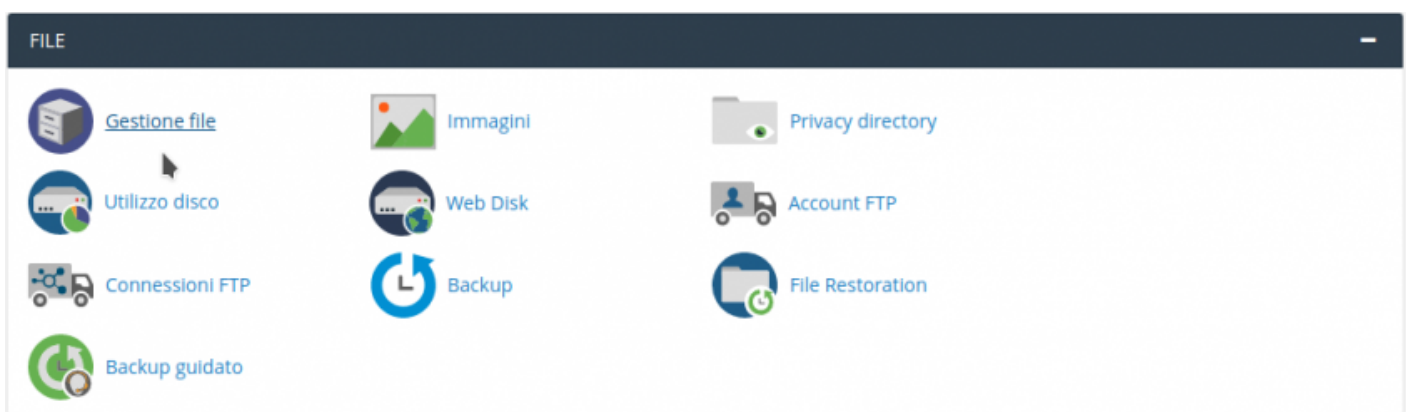 FILE
Gestione file
Immagini
Privacy directory
Utilizzo disco
Web Disk
Account FTP
Connessioni FTP
Backup
File Restoration
Backup guidato